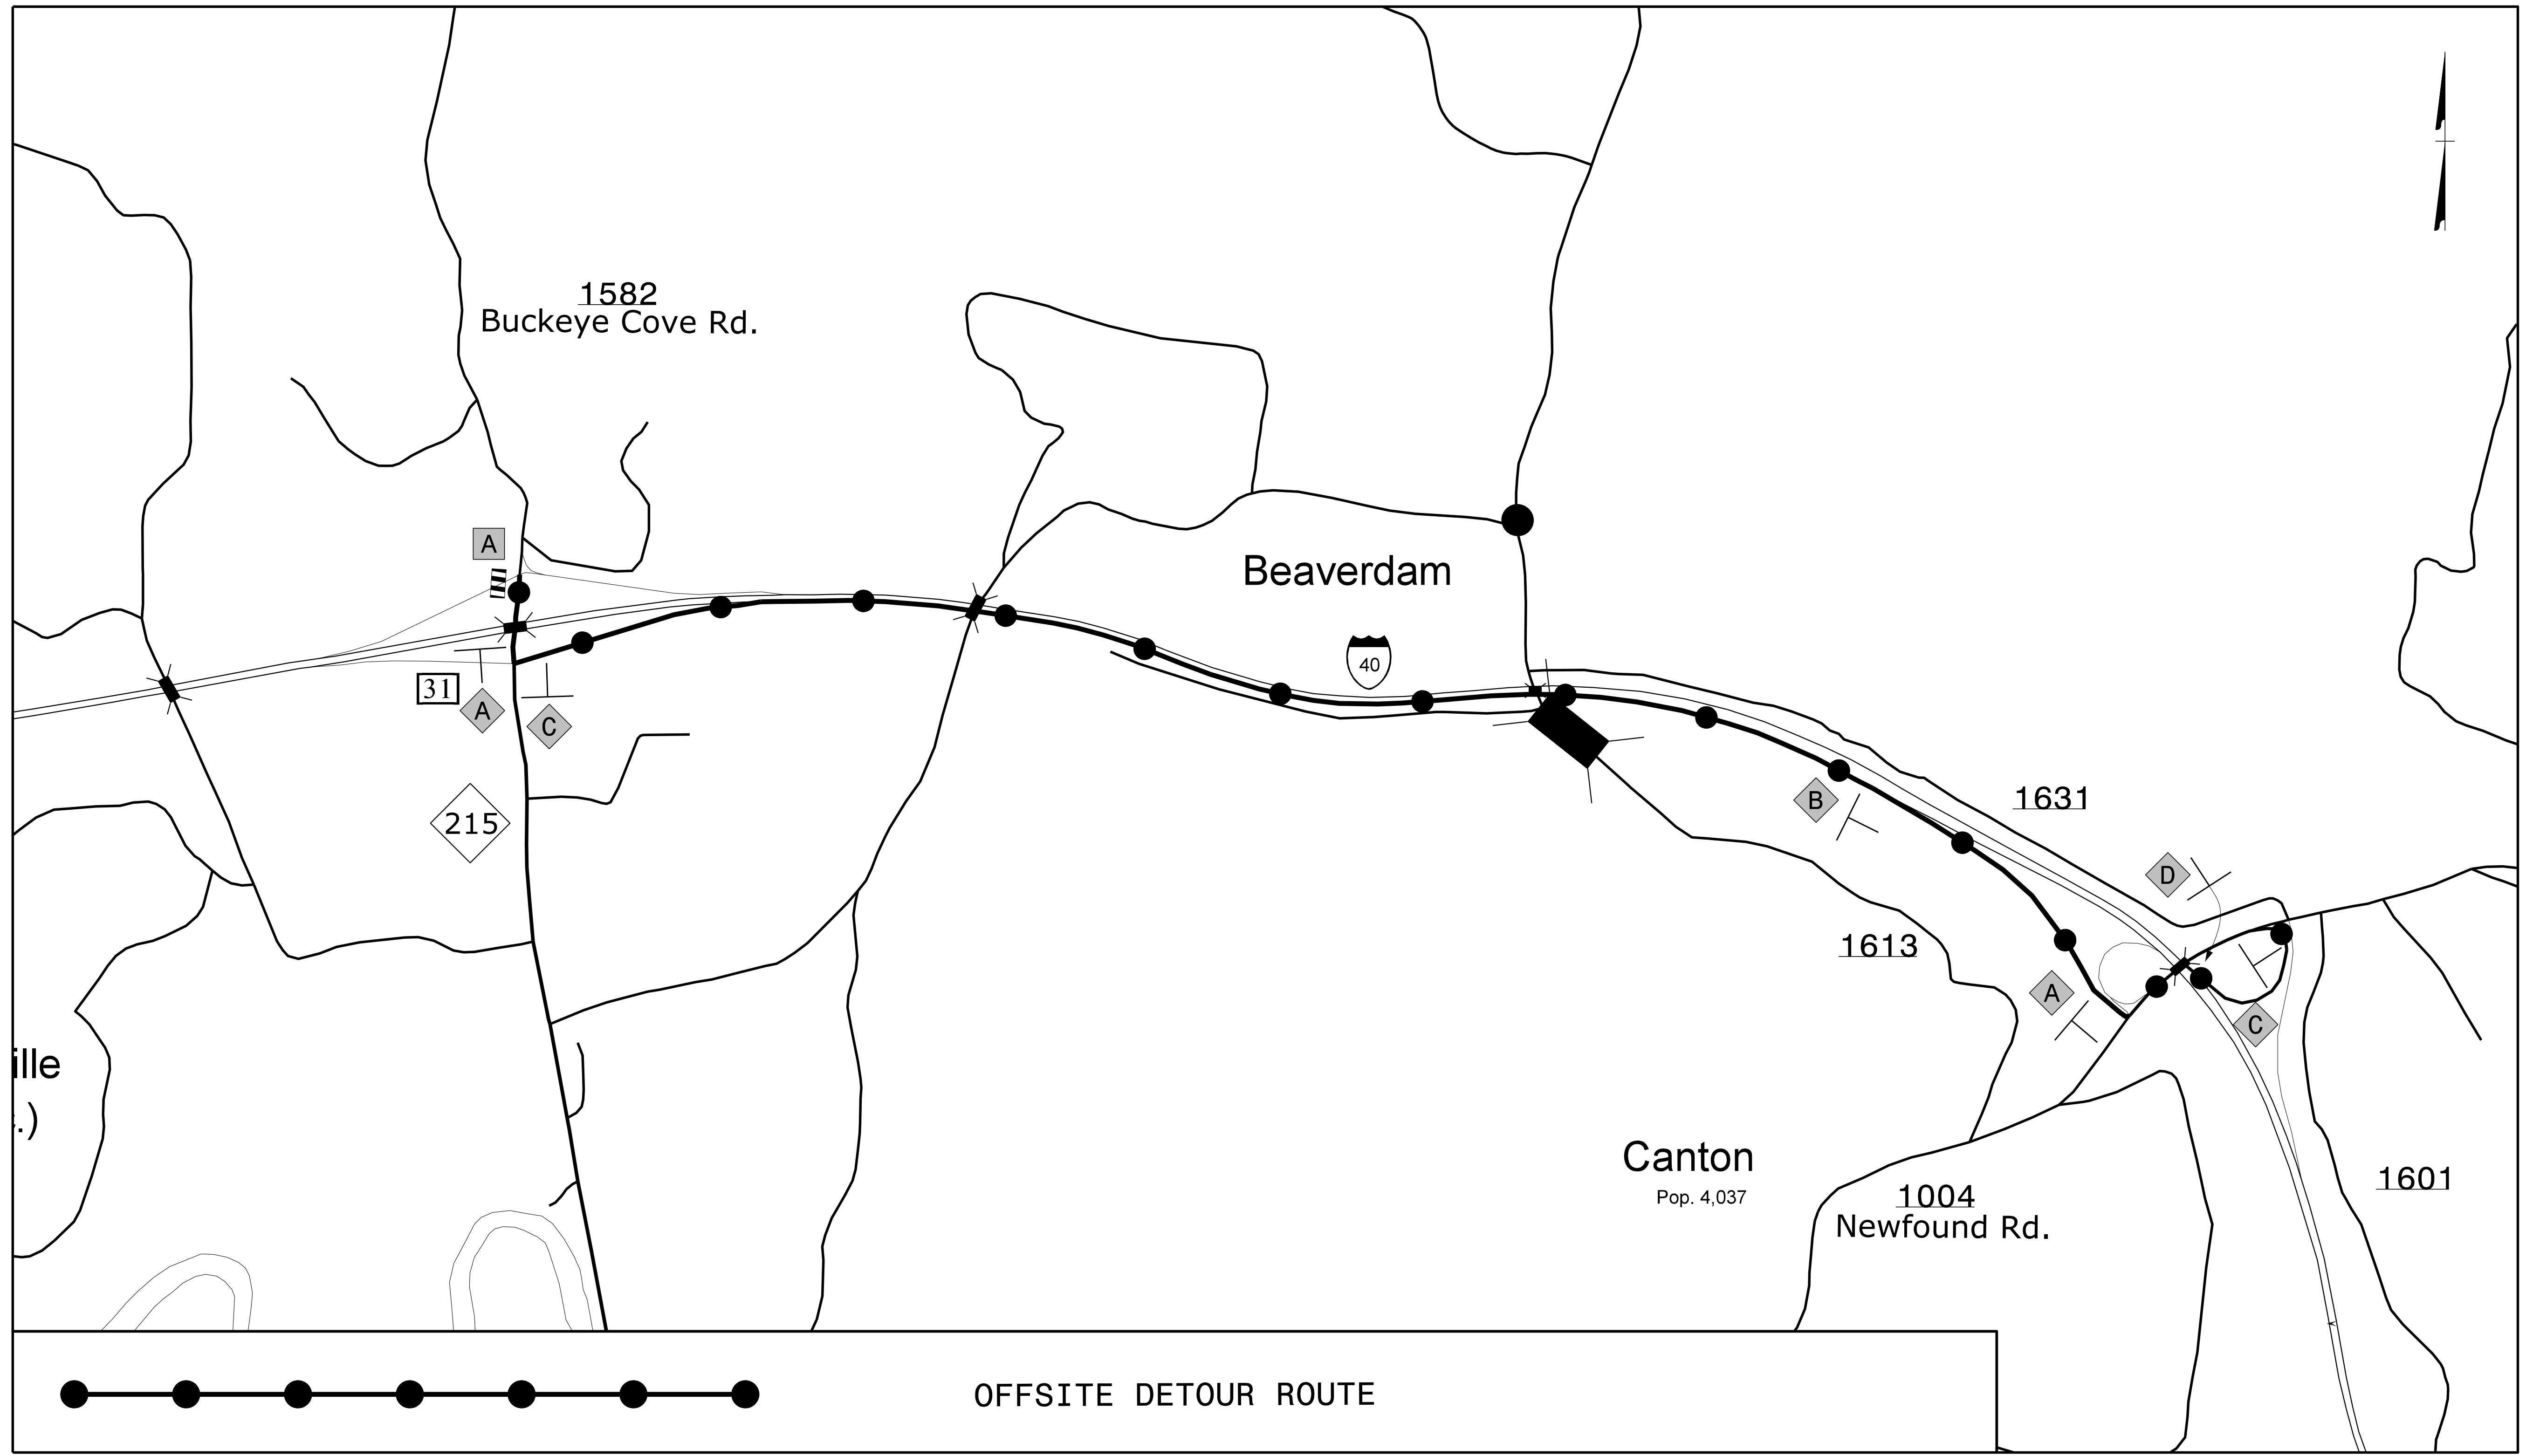 1582
Buckeye Cove Rd.
A
Beaverdam
40
31
A
C
215
B
1631
D
1613
A
C
ille
.)
Canton
Pop. 4,037
1004
Newfound Rd.
1601
OFFSITE DETOUR ROUTE